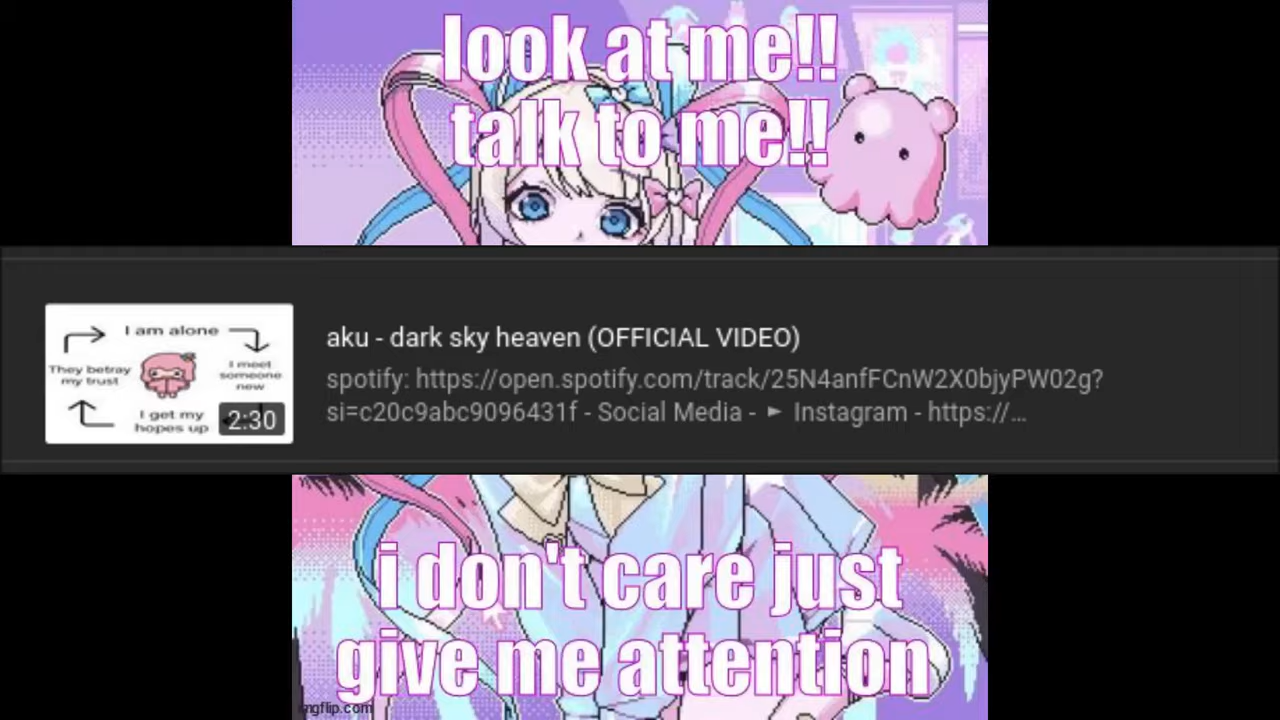 look at me!!
talk to me!!
I am alone
I meet
someone
new
I get my
hopes up
They betray
my trust
2:30
aku - dark sky heaven (OFFICIAL VIDEO)
spotify: https://open.spotify.com/track/25N4anfFCnW2X0bjyPW02g?
si=c20c9abc9096431f - Social Media - ► Instagram - https://...
i don't care just
give me attention
imgflip.com